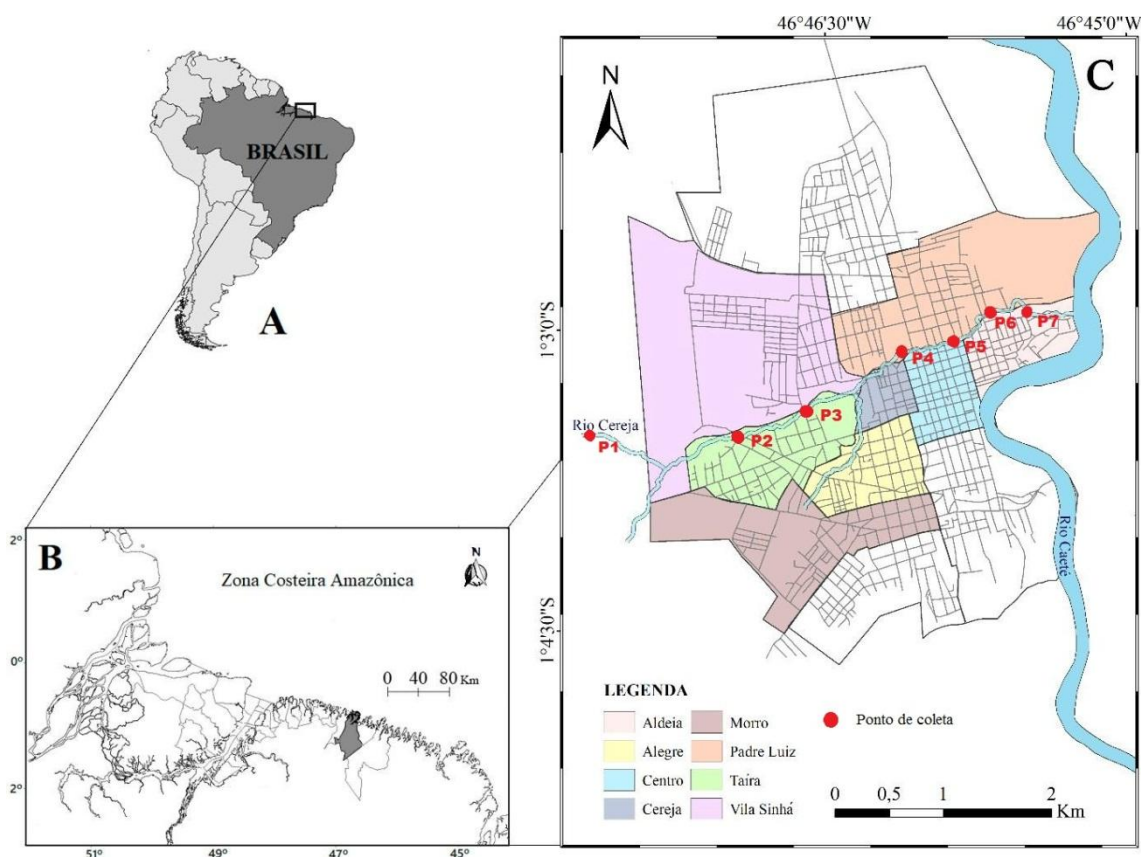 BRASIL
A
B
N
Zona Costeira Amazônica
0 40 80 Km
2°
0°
2°
51°
49°
47°
45°
46°46'30"W
46°45'0"W
C
N
1°3'0"S
1°4'30"S
Rio Cereja
P1
P2
P3
P4
P5
P6
P7
Rio Caeté
LEGENDA
Aldeia
Morro
Ponto de coleta
Alegre
Padre Luiz
Centro
Taíra
Cereja
Vila Sinhá
0 0,5 1 2
Km